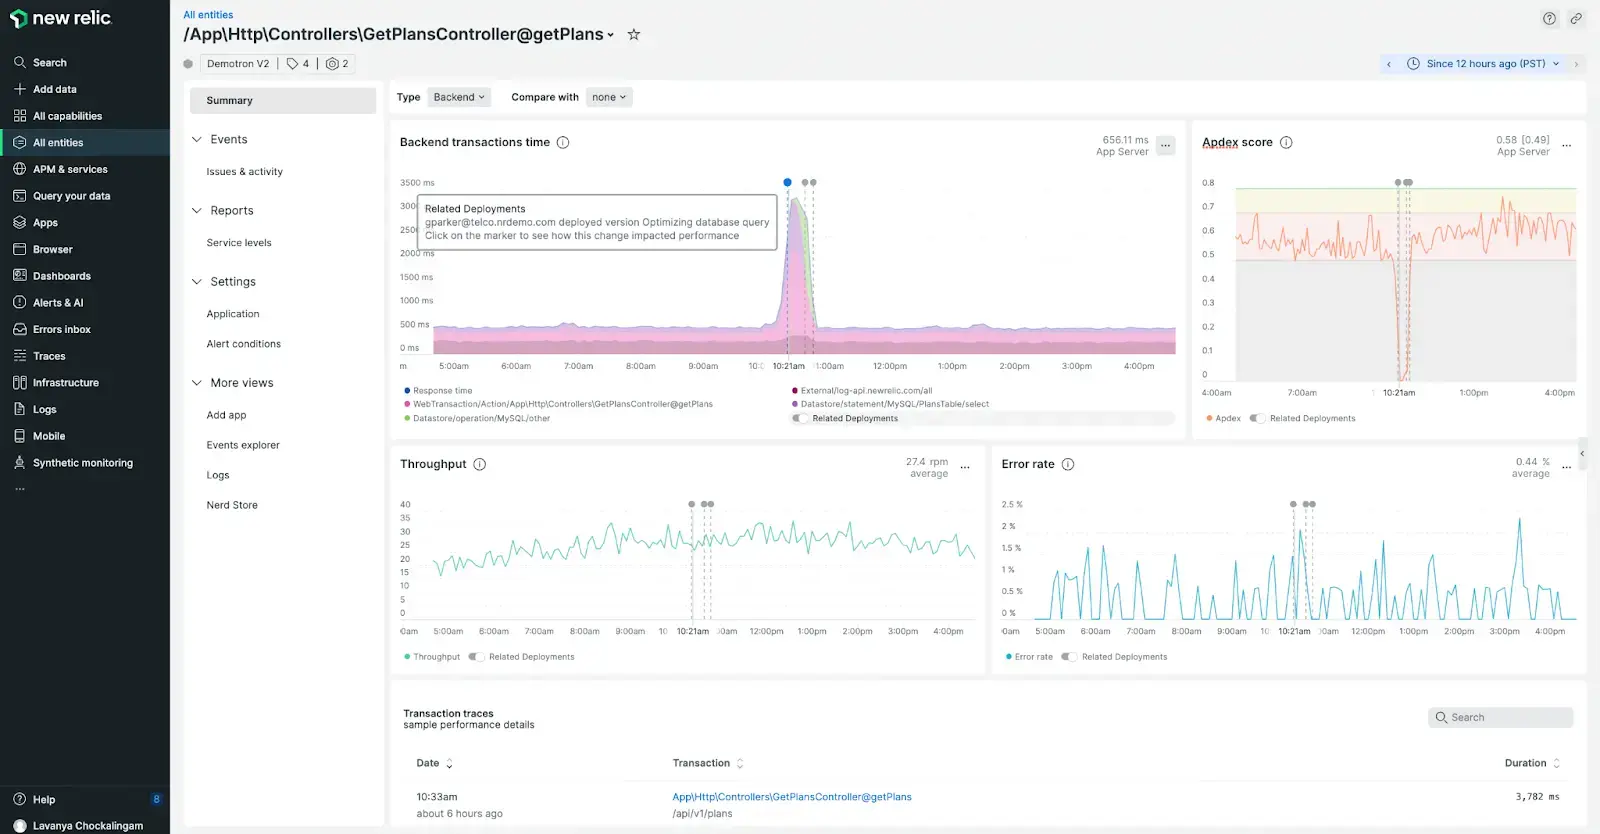 new relic
Search
Add data
All capabilities
All entities
APM & services
Query your data
Apps
Browser
Dashboards
Alerts & AI
Errors inbox
Traces
Infrastructure
Logs
Mobile
Synthetic monitoring
...
Help 8
Lavanya Chockalingam
All entities
/App\Http\Controllers\GetPlansController@getPlans
Demotron V2 | 4 | 2
Since 12 hours ago (PST)
Summary
Events
Issues & activity
Reports
Service levels
Settings
Application
Alert conditions
More views
Add app
Events explorer
Logs
Nerd Store
Type Backend Compare with none
Backend transactions time
656.11 ms
App Server
...
3500 ms
Related Deployments
gparker@telco.nrdemo.com deployed version Optimizing database query
Click on the marker to see how this change impacted performance
2000 ms
1500 ms
1000 ms
500 ms
0 ms
m 5:00am 6:00am 7:00am 8:00am 9:00am 10:0 10:21am 1:00am 12:00pm 1:00pm 2:00pm 3:00pm 4:00pm
Response time
WebTransaction/Action/App\Http\Controllers\GetPlansController@getPlans
Datastore/operation/MySQL/other
External/log-api.newrelic.com/all
Datastore/statement/MySQL/PlansTable/select
Related Deployments
Apdex score
0.58 [0.49]
App Server
...
0.8
0.7
0.6
0.5
0.4
0.3
0.2
0.1
0
4:00am 7:00am 1 10:21am 1:00pm 4:00pm
Apdex Related Deployments
Throughput
27.4 rpm
average
...
40
35
30
25
20
15
10
5
0
0am 5:00am 6:00am 7:00am 8:00am 9:00am 10 10:21am 0am 12:00pm 1:00pm 2:00pm 3:00pm 4:00pm
Throughput Related Deployments
Error rate
0.44 %
average
...
2.5 %
2 %
1.5 %
1 %
0.5 %
0 %
0am 5:00am 6:00am 7:00am 8:00am 9:00am 10 10:21am 0am 12:00pm 1:00pm 2:00pm 3:00pm 4:00pm
Error rate Related Deployments
Transaction traces
sample performance details
Search
Date Transaction Duration
10:33am App\Http\Controllers\GetPlansController@getPlans 3,782 ms
about 6 hours ago /api/v1/plans